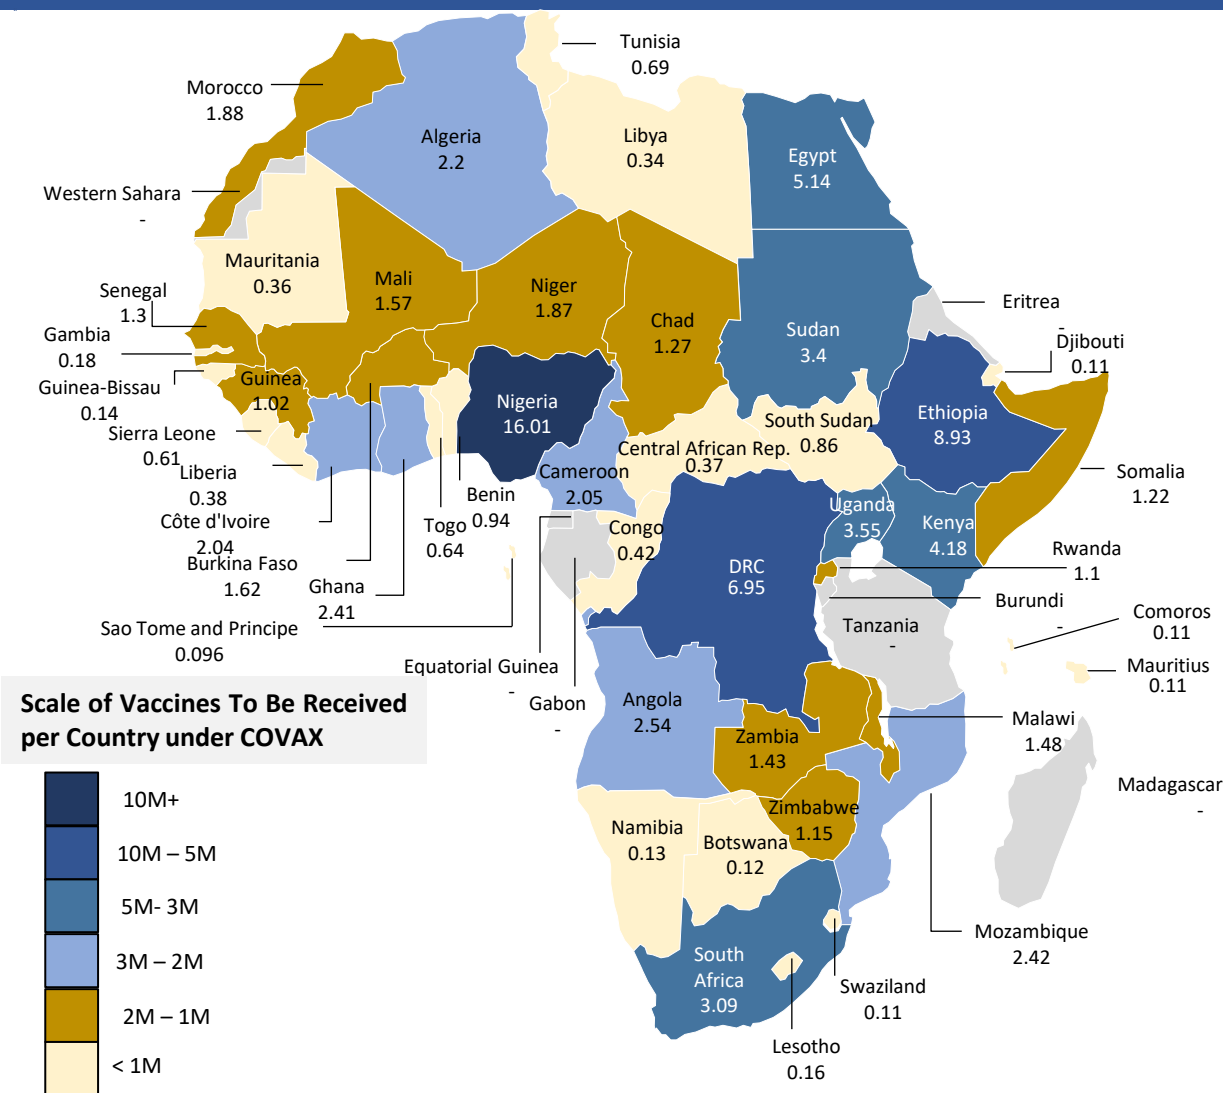 Tunisia
0.69
Morocco
1.88
Algeria
2.2
Libya
0.34
Egypt
5.14
Western Sahara
-
Mauritania
0.36
Mali
1.57
Niger
1.87
Chad
1.27
Sudan
3.4
Eritrea
-
Djibouti
0.11
Senegal
1.3
Gambia
0.18
Guinea-Bissau
0.14
Guinea
1.02
Sierra Leone
0.61
Liberia
0.38
Côte d'Ivoire
2.04
Burkina Faso
1.62
Ghana
2.41
Togo
0.64
Benin
0.94
Nigeria
16.01
Cameroon
2.05
Central African Rep.
0.37
South Sudan
0.86
Ethiopia
8.93
Somalia
1.22
Uganda
3.55
Kenya
4.18
Rwanda
1.1
Burundi
-
Congo
0.42
DRC
6.95
Tanzania
-
Comoros
0.11
Mauritius
0.11
Sao Tome and Principe
0.096
Equatorial Guinea
-
Gabon
-
Angola
2.54
Zambia
1.43
Malawi
1.48
Madagascar
-
Namibia
0.13
Botswana
0.12
Zimbabwe
1.15
Mozambique
2.42
South
Africa
3.09
Swaziland
0.11
Lesotho
0.16
Scale of Vaccines To Be Received
per Country under COVAX
10M+
10M – 5M
5M- 3M
3M – 2M
2M – 1M
< 1M